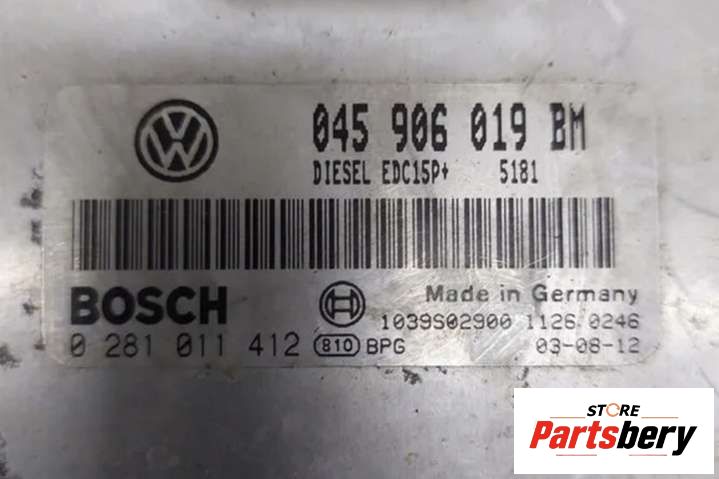 045 906 019 BM
DIESEL EDC15P+ 5181
BOSCH
Made in Germany
1039S02900 1126 0246
0 281 011 412 810 BPG 03-08-12
STORE
Partsbery